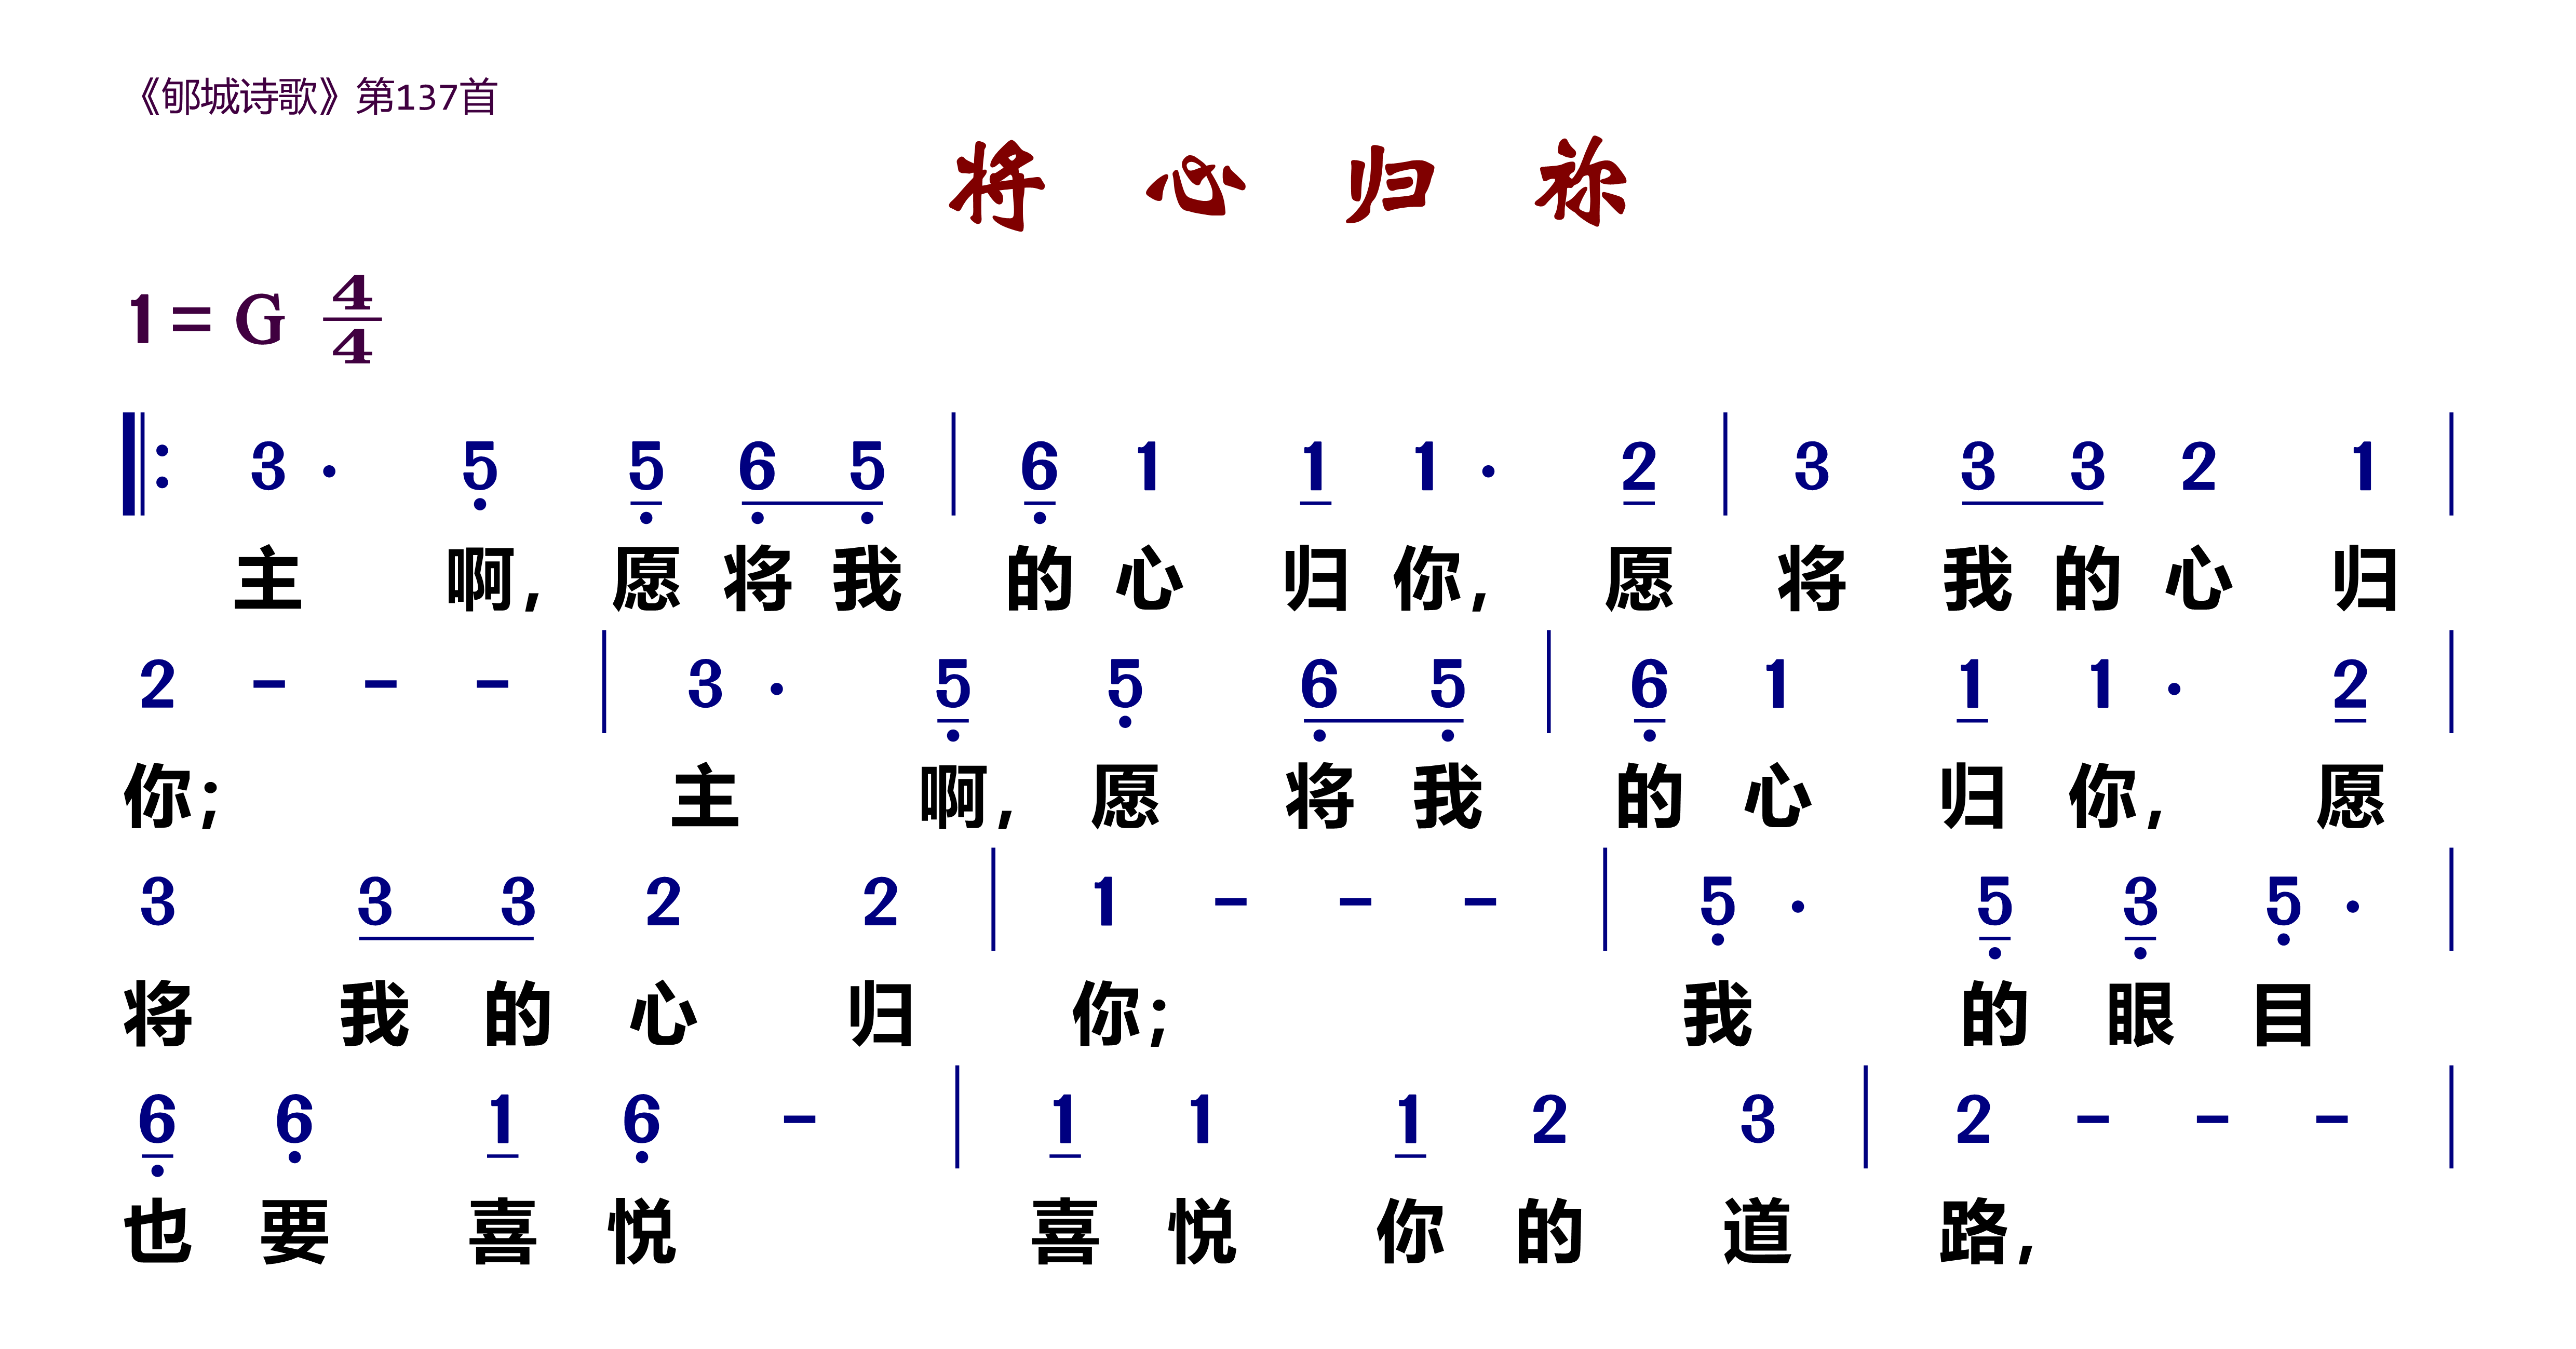 《郇城诗歌》第137首
将 心 归 祢
1 = G 4/4
3 · 5 5 6 5 | 6 1 1 1 · 2 | 3 3 3 2 1 |
主 啊, 愿 将 我 的 心 归 你, 愿 将 我 的 心 归
2 - - - | 3 · 5 5 6 5 | 6 1 1 1 · 2 |
你; 主 啊, 愿 将 我 的 心 归 你, 愿
3 3 3 2 2 | 1 - - - | 5 · 5 3 5 · |
将 我 的 心 归 你; 我 的 眼 目
6 6 1 6 - | 1 1 1 2 3 | 2 - - - |
也 要 喜 悦 喜 悦 你 的 道 路,